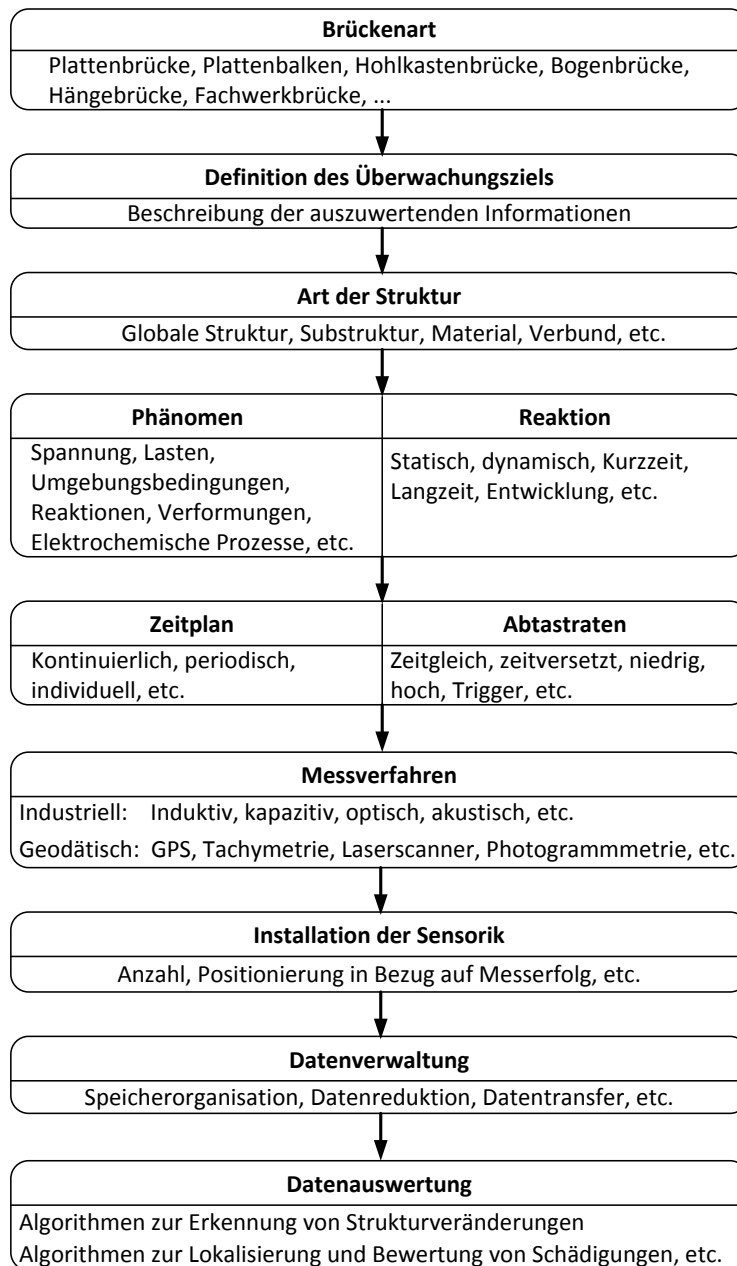 Brückenart
Plattenbrücke, Plattenbalken, Hohlkastenbrücke, Bogenbrücke,
Hängebrücke, Fachwerkbrücke, ...
Definition des Überwachungsziels
Beschreibung der auszuwertenden Informationen
Art der Struktur
Globale Struktur, Substruktur, Material, Verbund, etc.
Phänomen
Spannung, Lasten,
Umgebungsbedingungen,
Reaktionen, Verformungen,
Elektrochemische Prozesse, etc.
Reaktion
Statisch, dynamisch, Kurzzeit,
Langzeit, Entwicklung, etc.
Zeitplan
Kontinuierlich, periodisch,
individuell, etc.
Abtastraten
Zeitgleich, zeitversetzt, niedrig,
hoch, Trigger, etc.
Messverfahren
Industriell: Induktiv, kapazitiv, optisch, akustisch, etc.
Geodätisch: GPS, Tachymetrie, Laserscanner, Photogrammmetrie, etc.
Installation der Sensorik
Anzahl, Positionierung in Bezug auf Messerfolg, etc.
Datenverwaltung
Speicherorganisation, Datenreduktion, Datentransfer, etc.
Datenauswertung
Algorithmen zur Erkennung von Strukturveränderungen
Algorithmen zur Lokalisierung und Bewertung von Schädigungen, etc.